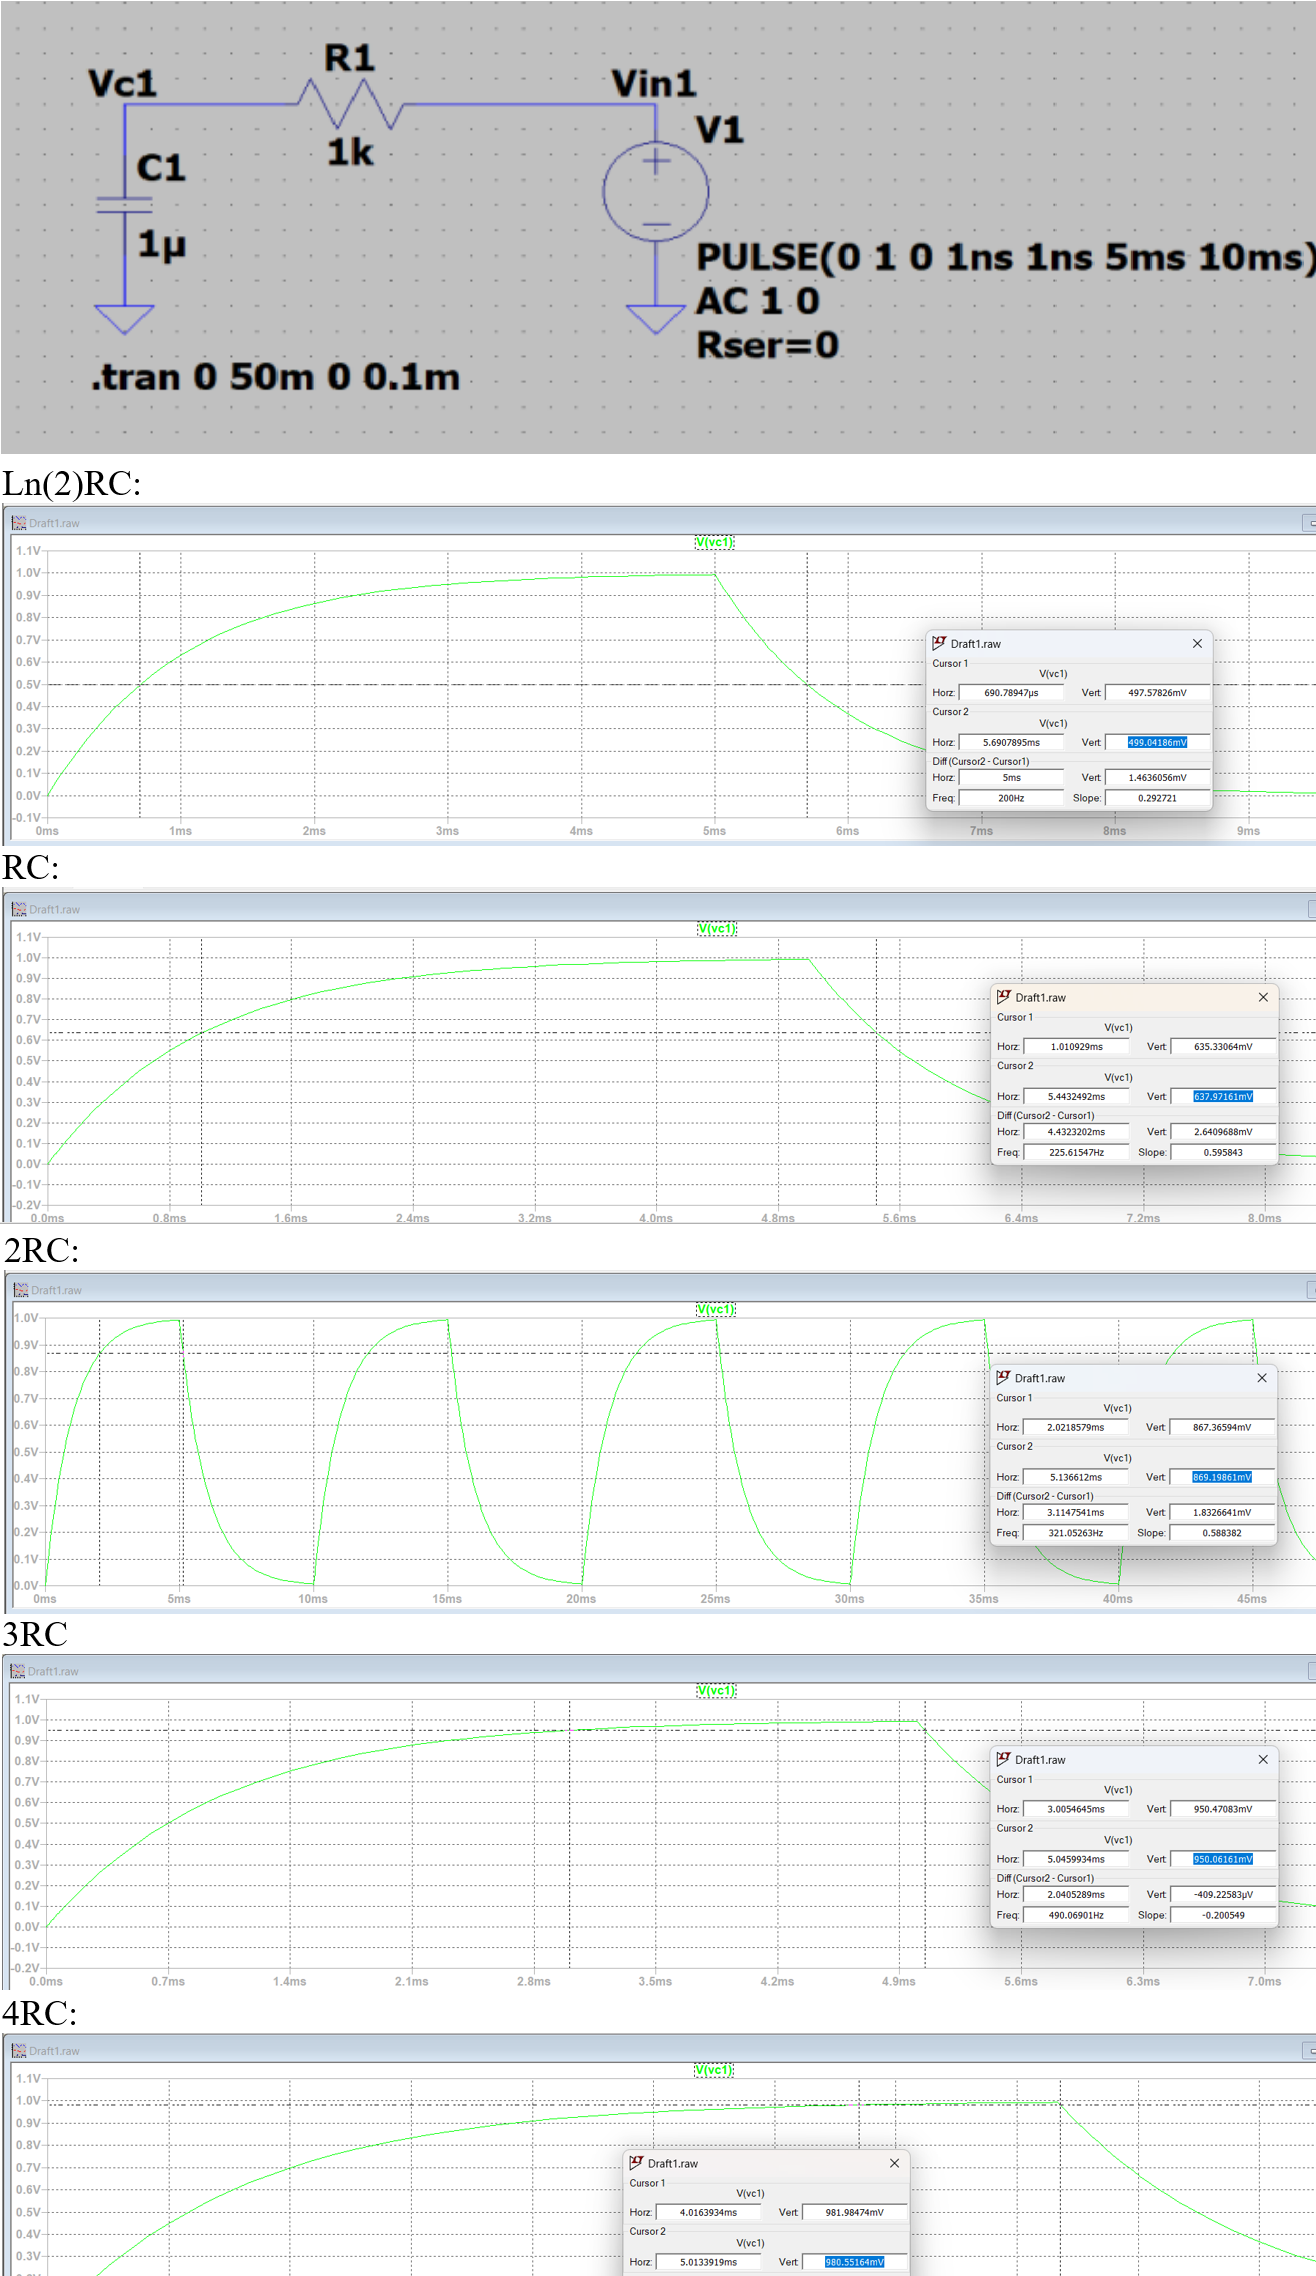 R1
Vc1
Vin1
V1
1k
C1
1µ
PULSE(0 1 0 1ns 1ns 5ms 10ms)
AC 1 0
Rser=0
.tran 0 50m 0 0.1m
Ln(2)RC:
Draft1.raw
V(vc1)
1.1V
1.0V
0.9V
0.8V
0.7V
0.6V
0.5V
0.4V
0.3V
0.2V
0.1V
0.0V
-0.1V
0ms 1ms 2ms 3ms 4ms 5ms 6ms 7ms 8ms 9ms
Draft1.raw
Cursor 1
V(vc1)
Horz: 690.78947µs Vert: 497.57826mV
Cursor 2
V(vc1)
Horz: 5.6907895ms Vert: 499.04186mV
Diff (Cursor2 - Cursor1)
Horz: 5ms Vert: 1.4636056mV
Freq: 200Hz Slope: 0.292721
RC:
Draft1.raw
V(vc1)
1.1V
1.0V
0.9V
0.8V
0.7V
0.6V
0.5V
0.4V
0.3V
0.2V
0.1V
0.0V
-0.1V
-0.2V
0.0ms 0.8ms 1.6ms 2.4ms 3.2ms 4.0ms 4.8ms 5.6ms 6.4ms 7.2ms 8.0ms
Draft1.raw
Cursor 1
V(vc1)
Horz: 1.010929ms Vert: 635.33064mV
Cursor 2
V(vc1)
Horz: 5.4432492ms Vert: 637.97161mV
Diff (Cursor2 - Cursor1)
Horz: 4.4323202ms Vert: 2.6409688mV
Freq: 225.61547Hz Slope: 0.595843
2RC:
Draft1.raw
V(vc1)
1.0V
0.9V
0.8V
0.7V
0.6V
0.5V
0.4V
0.3V
0.2V
0.1V
0.0V
0ms 5ms 10ms 15ms 20ms 25ms 30ms 35ms 40ms 45ms
Draft1.raw
Cursor 1
V(vc1)
Horz: 2.0218579ms Vert: 867.36594mV
Cursor 2
V(vc1)
Horz: 5.136612ms Vert: 869.19861mV
Diff (Cursor2 - Cursor1)
Horz: 3.1147541ms Vert: 1.8326641mV
Freq: 321.05263Hz Slope: 0.588382
3RC
Draft1.raw
V(vc1)
1.1V
1.0V
0.9V
0.8V
0.7V
0.6V
0.5V
0.4V
0.3V
0.2V
0.1V
0.0V
-0.1V
-0.2V
0.0ms 0.7ms 1.4ms 2.1ms 2.8ms 3.5ms 4.2ms 4.9ms 5.6ms 6.3ms 7.0ms
Draft1.raw
Cursor 1
V(vc1)
Horz: 3.0054645ms Vert: 950.47083mV
Cursor 2
V(vc1)
Horz: 5.0459934ms Vert: 950.06161mV
Diff (Cursor2 - Cursor1)
Horz: 2.0405289ms Vert: -409.22583µV
Freq: 490.06901Hz Slope: -0.200549
4RC:
Draft1.raw
V(vc1)
1.1V
1.0V
0.9V
0.8V
0.7V
0.6V
0.5V
0.4V
0.3V
Draft1.raw
Cursor 1
V(vc1)
Horz: 4.0163934ms Vert: 981.98474mV
Cursor 2
V(vc1)
Horz: 5.0133919ms Vert: 980.55164mV